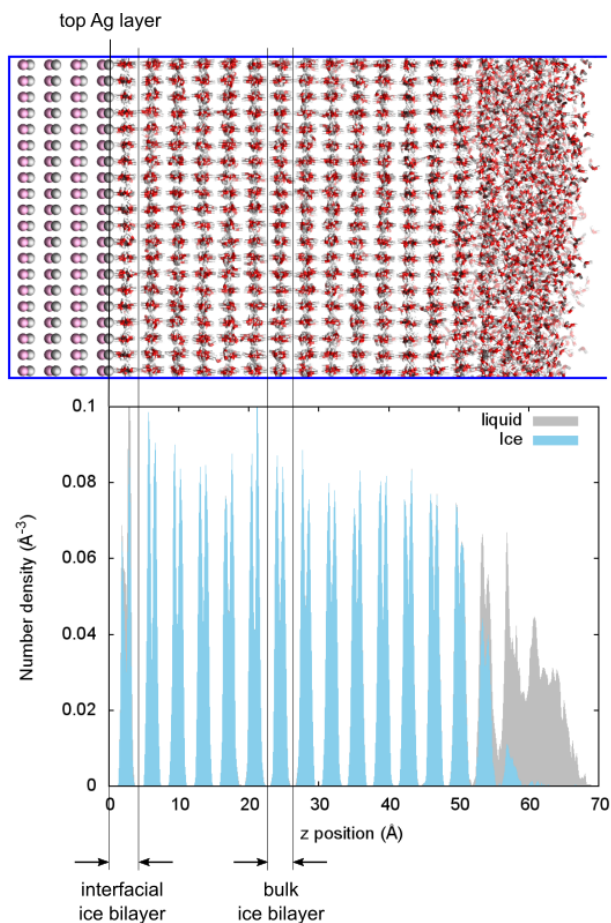 top Ag layer
0.1
0.08
0.06
0.04
0.02
0
Number density (Å⁻³)
liquid
Ice
0 10 20 30 40 50 60 70
z position (Å)
interfacial
ice bilayer
bulk
ice bilayer